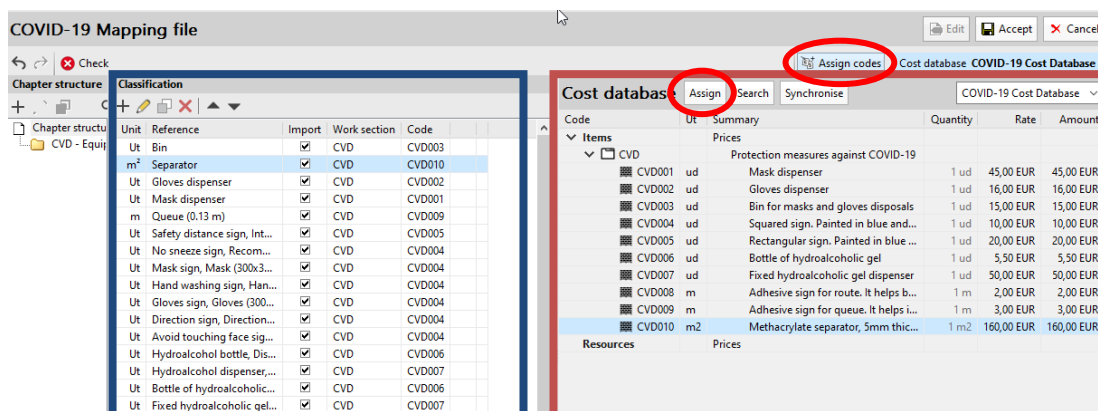 COVID-19 Mapping file
Edit Accept Cancel
Check Assign codes Cost database COVID-19 Cost Database
Chapter structure Classification
Cost database Assign Search Synchronise COVID-19 Cost Database
Chapter structu
CVD - Equip
Unit Reference Import Work section Code
Ut Bin CVD CVD003
m² Separator CVD CVD010
Ut Gloves dispenser CVD CVD002
Ut Mask dispenser CVD CVD001
m Queue (0.13 m) CVD CVD009
Ut Safety distance sign, Int... CVD CVD005
Ut No sneeze sign, Recom... CVD CVD004
Ut Mask sign, Mask (300x3... CVD CVD004
Ut Hand washing sign, Han... CVD CVD004
Ut Gloves sign, Gloves (300... CVD CVD004
Ut Direction sign, Direction... CVD CVD004
Ut Avoid touching face sig... CVD CVD004
Ut Hydroalcohol bottle, Dis... CVD CVD006
Ut Hydroalcohol dispenser,... CVD CVD007
Ut Bottle of hydroalcoholic... CVD CVD006
Ut Fixed hydroalcoholic gel... CVD CVD007
Code Ut Summary Quantity Rate Amount
Items Prices
CVD Protection measures against COVID-19
CVD001 ud Mask dispenser 1 ud 45,00 EUR 45,00 EUR
CVD002 ud Gloves dispenser 1 ud 16,00 EUR 16,00 EUR
CVD003 ud Bin for masks and gloves disposals 1 ud 15,00 EUR 15,00 EUR
CVD004 ud Squared sign. Painted in blue and... 1 ud 10,00 EUR 10,00 EUR
CVD005 ud Rectangular sign. Painted in blue ... 1 ud 20,00 EUR 20,00 EUR
CVD006 ud Bottle of hydroalcoholic gel 1 ud 5,50 EUR 5,50 EUR
CVD007 ud Fixed hydroalcoholic gel dispenser 1 ud 50,00 EUR 50,00 EUR
CVD008 m Adhesive sign for route. It helps b... 1 m 2,00 EUR 2,00 EUR
CVD009 m Adhesive sign for queue. It helps i... 1 m 3,00 EUR 3,00 EUR
CVD010 m2 Methacrylate separator, 5mm thic... 1 m2 160,00 EUR 160,00 EUR
Resources Prices